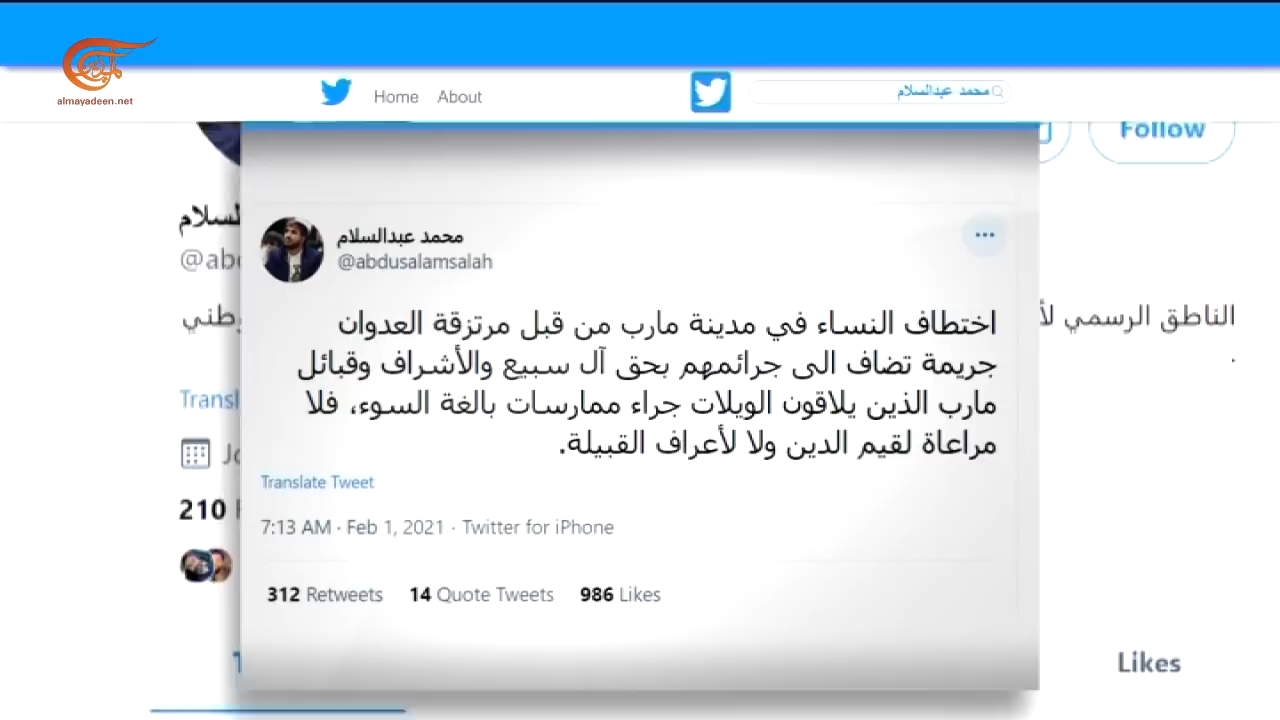 almayadeen.net
Home About
محمد عبدالسلام
Follow
محمد عبدالسلام
@abdusalamsalah
اختطاف النساء في مدينة مارب من قبل مرتزقة العدوان
جريمة تضاف الى جرائمهم بحق آل سبيع والأشراف وقبائل
مارب الذين يلاقون الويلات جراء ممارسات بالغة السوء، فلا
مراعاة لقيم الدين ولا لأعراف القبيلة.
Translate Tweet
7:13 AM · Feb 1, 2021 · Twitter for iPhone
312 Retweets 14 Quote Tweets 986 Likes
الناطق الرسمي
210
Likes